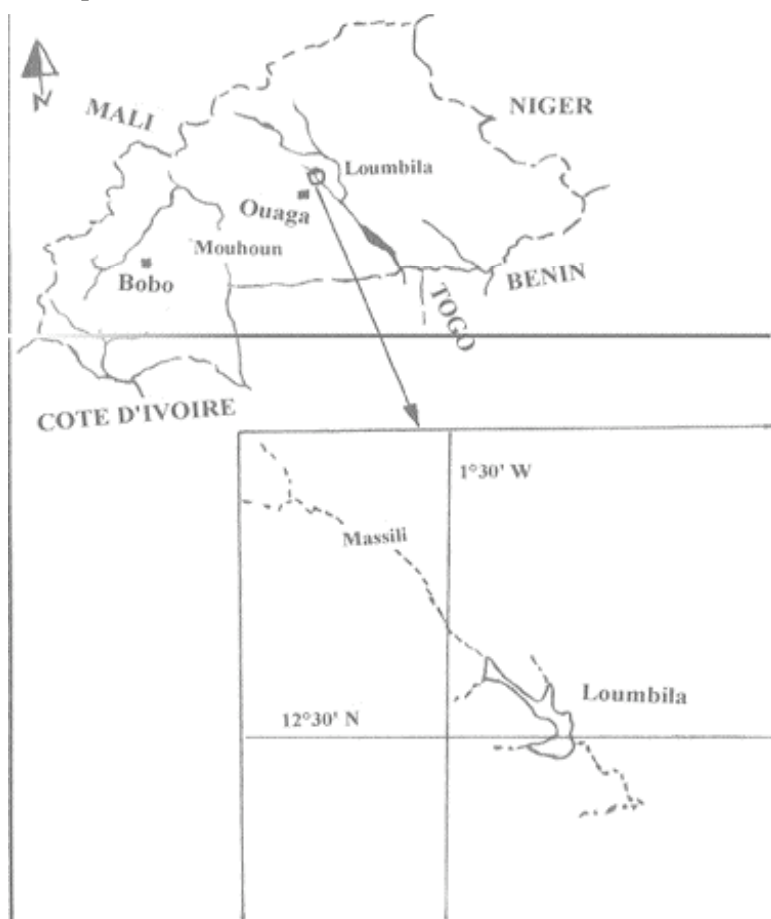 MALI
NIGER
Loumbila
Ouaga
Mouhoun
Bobo
BENIN
TOGO
COTE D'IVOIRE
N
1°30' W
Massili
Loumbila
12°30' N